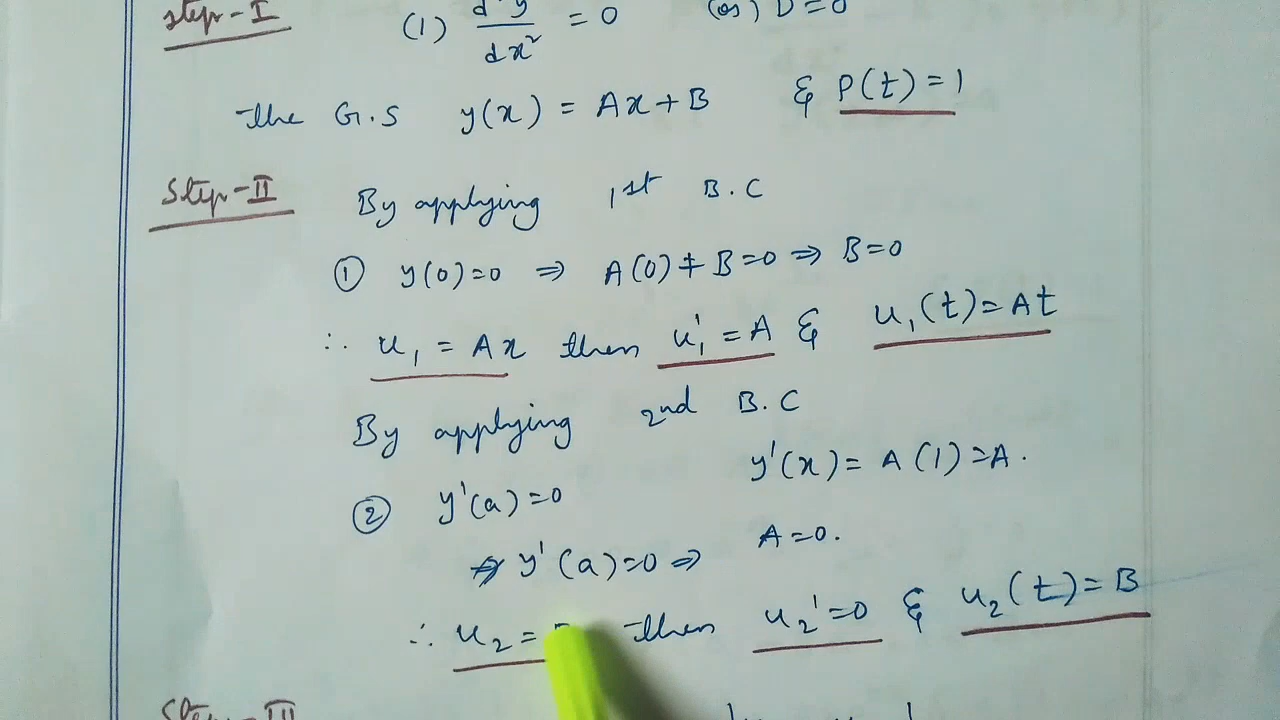 Step-I (1) d²y/dx² = 0 (or) D=0
The G.S y(x) = Ax+B & P(t)=1
Step-II By applying 1st B.C
① y(0)=0 ⇒ A(0)+B=0 ⇒ B=0
∴ u₁ = Ax then u₁' = A & u₁(t)=At
By applying 2nd B.C
y'(x)= A(1)=A.
② y'(a)=0
y'(a)=0 ⇒ A=0.
∴ u₂ = then u₂'=0 & u₂(t)=B
Step-III